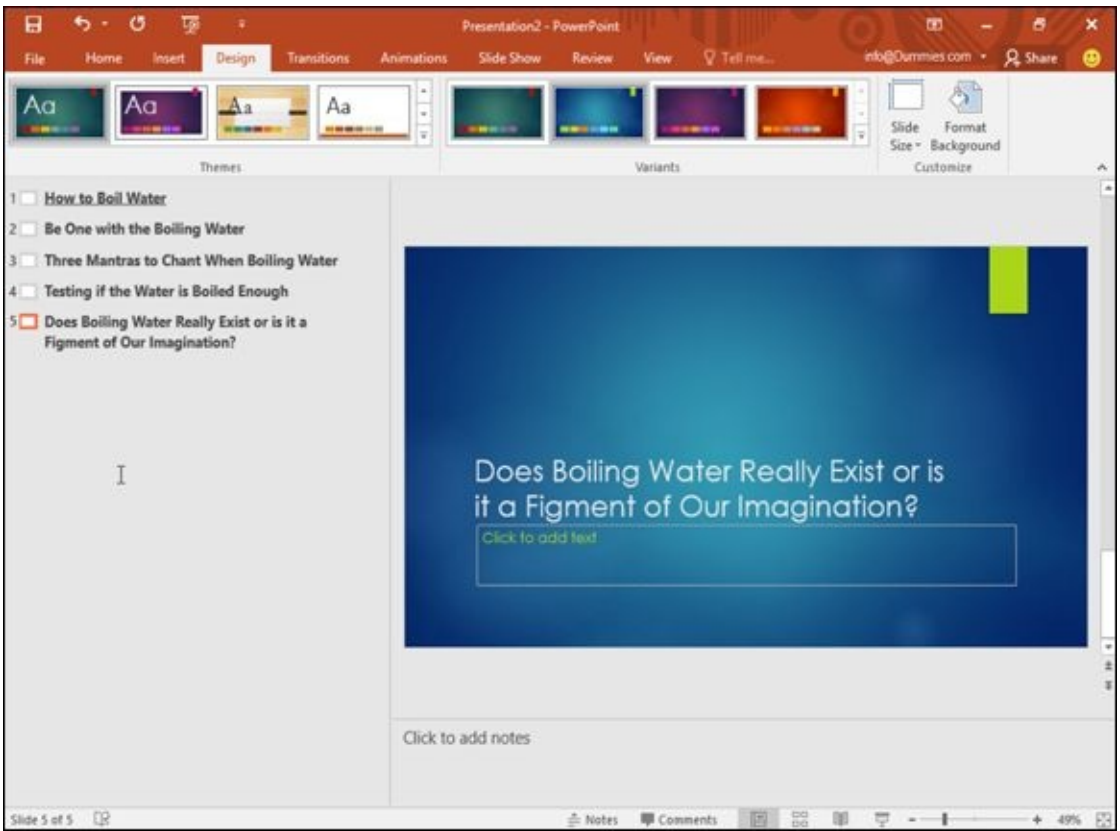 Presentation2 - PowerPoint
File Home Insert Design Transitions Animations Slide Show Review View Tell me... info@Dummies.com Share
Aa Aa Aa Aa
Slide Size Format Background
Themes Variants Customize
1 How to Boil Water
2 Be One with the Boiling Water
3 Three Mantras to Chant When Boiling Water
4 Testing if the Water is Boiled Enough
5 Does Boiling Water Really Exist or is it a
Figment of Our Imagination?
Does Boiling Water Really Exist or is
it a Figment of Our Imagination?
Click to add text
Click to add notes
Slide 5 of 5 Notes Comments 49%